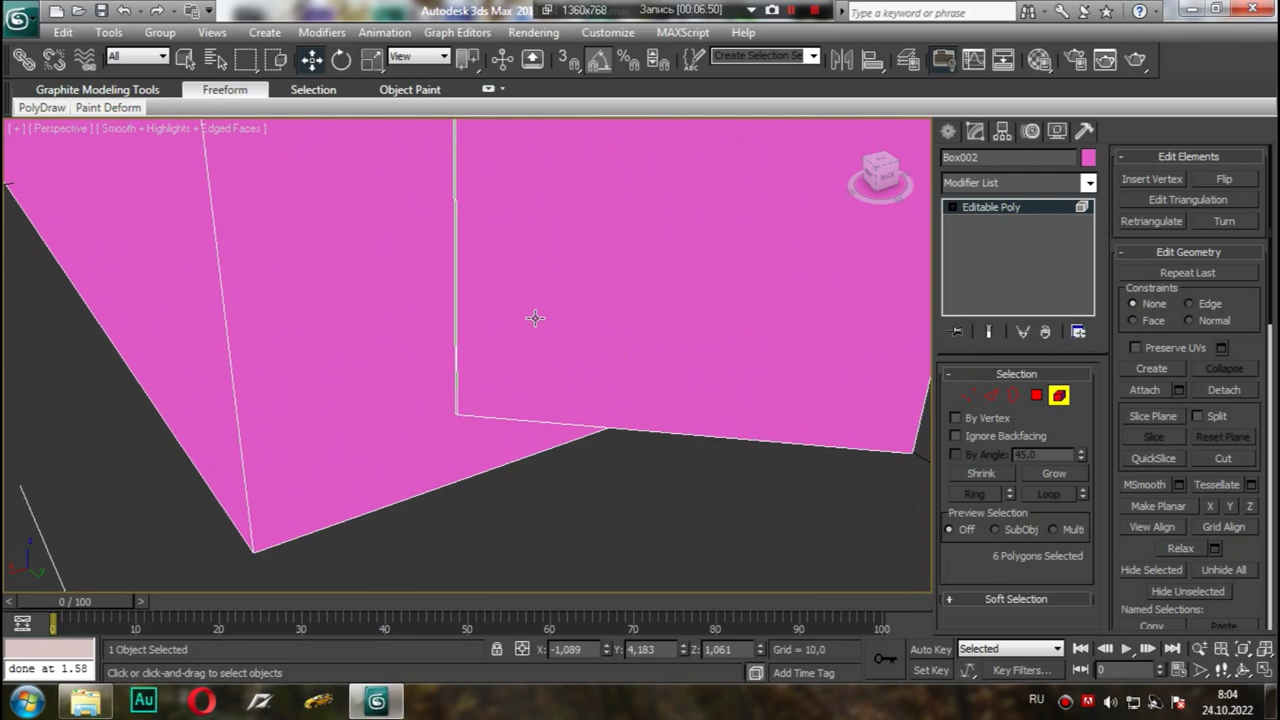 Autodesk 3ds Max 201
1360x768
Запись [00:06:50]
Type a keyword or phrase
Edit Tools Group Views Create Modifiers Animation Graph Editors Rendering Customize MAXScript Help
All
View
Create Selection Se
Graphite Modeling Tools Freeform Selection Object Paint
PolyDraw Paint Deform
[ + ] [ Perspective ] [ Smooth + Highlights + Edged Faces ]
BACK
Box002
Modifier List
Editable Poly
Selection
By Vertex
Ignore Backfacing
By Angle: 45,0
Shrink Grow
Ring Loop
Preview Selection
Off SubObj Multi
6 Polygons Selected
Soft Selection
Edit Elements
Insert Vertex Flip
Edit Triangulation
Retriangulate Turn
Edit Geometry
Repeat Last
Constraints
None Edge
Face Normal
Preserve UVs
Create Collapse
Attach Detach
Slice Plane Split
Slice Reset Plane
QuickSlice Cut
MSmooth Tessellate
Make Planar X Y Z
View Align Grid Align
Relax
Hide Selected Unhide All
Hide Unselected
Named Selections:
Copy Paste
z
y
< 0 / 100 >
0 10 20 30 40 50 60 70 80 90 100
1 Object Selected X: -1,089 Y: 4,183 Z: 1,061 Grid = 10,0 Auto Key Selected
done at 1.58 Click or click-and-drag to select objects Add Time Tag Set Key Key Filters... 0
Au RU 8:04
24.10.2022